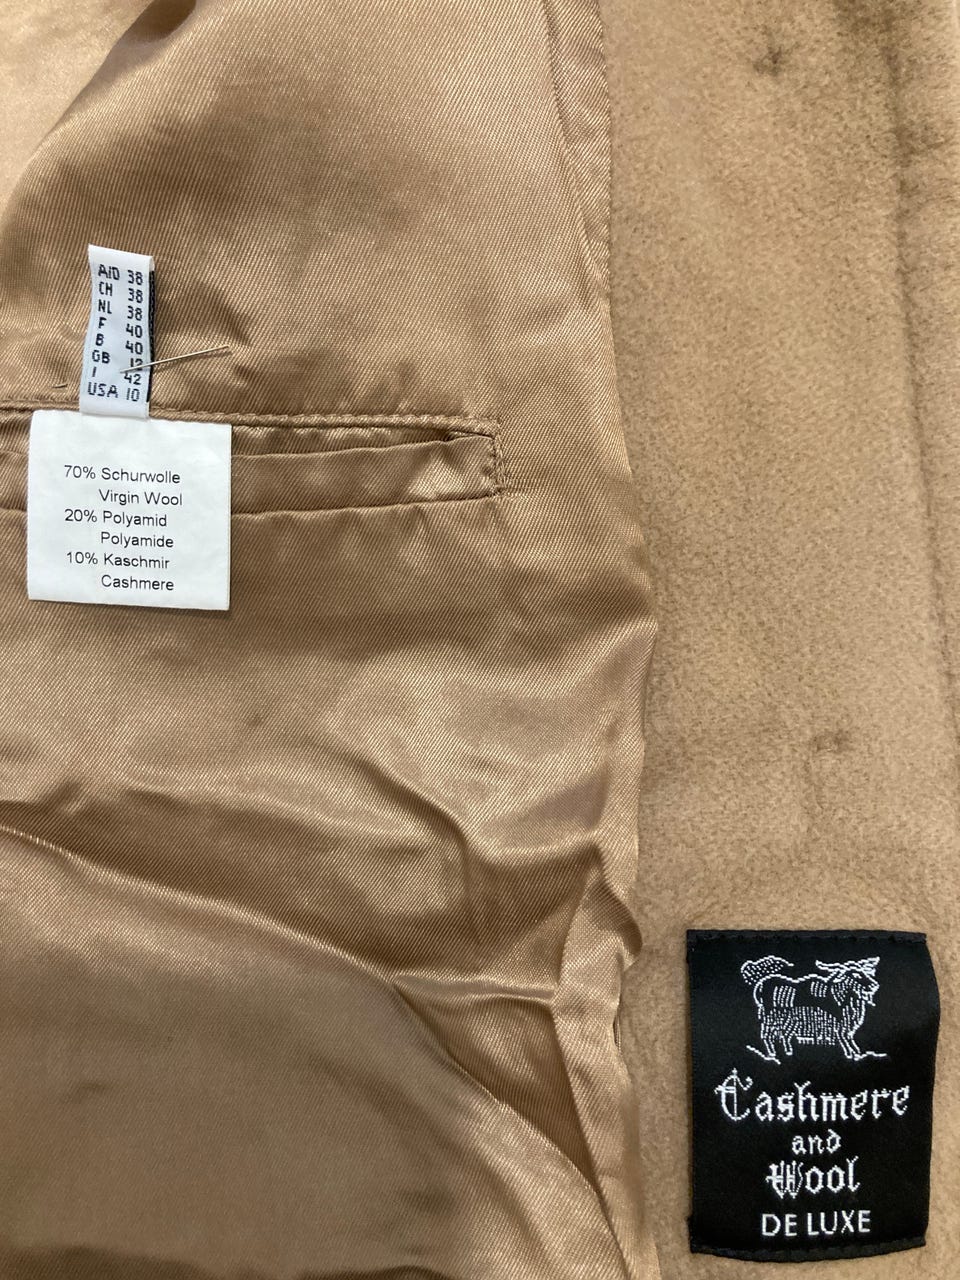 A/D 38
CH 38
NL 38
F 40
B 40
GB 12
I 42
USA 10
70% Schurwolle
Virgin Wool
20% Polyamid
Polyamide
10% Kaschmir
Cashmere
Cashmere
and
Wool
DE LUXE